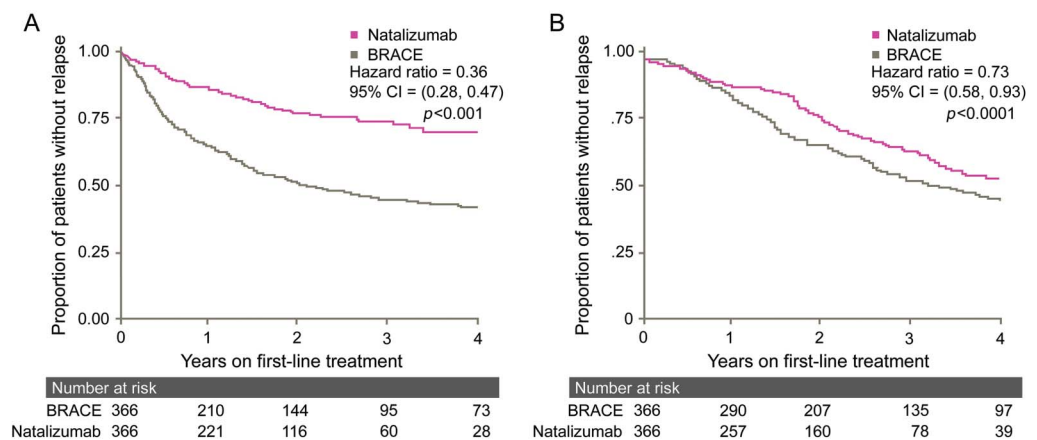 A
Natalizumab
BRACE
Hazard ratio = 0.36
95% CI = (0.28, 0.47)
p<0.001
Proportion of patients without relapse
1.00
0.75
0.50
0.25
0.00
0 1 2 3 4
Years on first-line treatment
Number at risk
BRACE 366 210 144 95 73
Natalizumab 366 221 116 60 28
B
Natalizumab
BRACE
Hazard ratio = 0.73
95% CI = (0.58, 0.93)
p<0.0001
Proportion of patients without relapse
1.00
.75
.50
.25
0
0 1 2 3 4
Years on first-line treatment
Number at risk
BRACE 366 290 207 135 97
Natalizumab 366 257 160 78 39